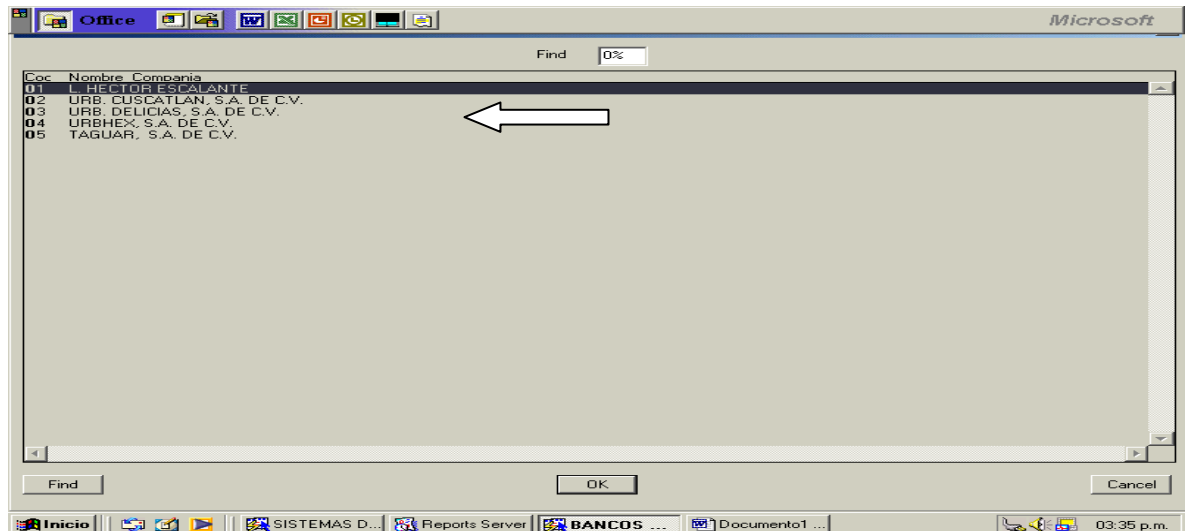 Office Microsoft
Find 0%
Coc Nombre Compania
01 L. HECTOR ESCALANTE
02 URB. CUSCATLAN, S.A. DE C.V.
03 URB. DELICIAS, S.A. DE C.V.
04 URBHEX, S.A. DE C.V.
05 TAGUAR, S.A. DE C.V.
Find OK Cancel
Inicio SISTEMAS D... Reports Server BANCOS ... Documento1 ... 03:35 p.m.